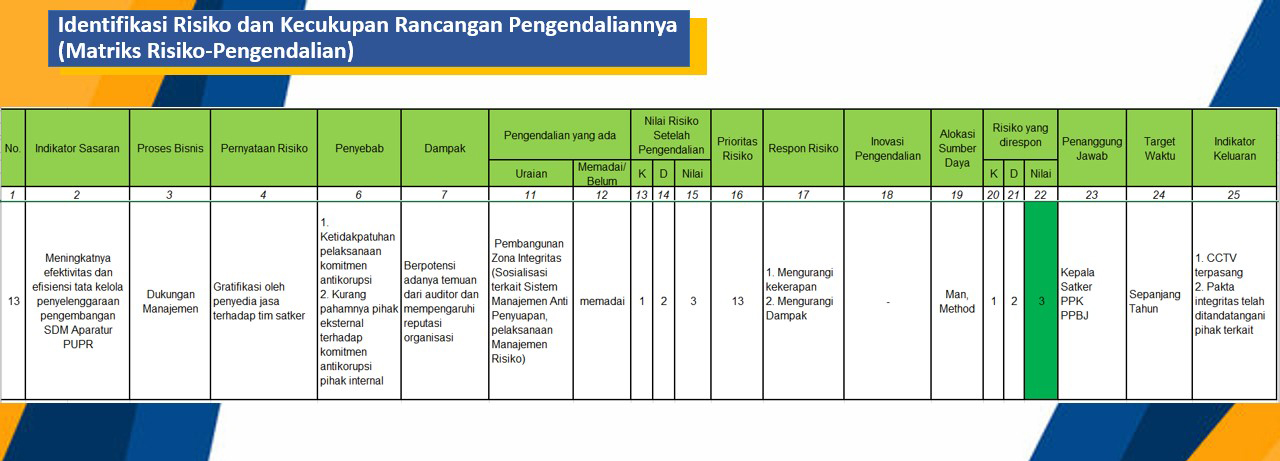 Identifikasi Risiko dan Kecukupan Rancangan Pengendaliannya
(Matriks Risiko-Pengendalian)
No.
Indikator Sasaran
Proses Bisnis
Pernyataan Risiko
Penyebab
Dampak
Pengendalian yang ada
Uraian
Memadai/
Belum
Nilai Risiko
Setelah
Pengendalian
K
D
Nilai
Prioritas
Risiko
Respon Risiko
Inovasi
Pengendalian
Alokasi
Sumber
Daya
Risiko yang
direspon
K
D
Nilai
Penanggung
Jawab
Target
Waktu
Indikator
Keluaran
1 2 3 4 6 7 11 12 13 14 15 16 17 18 19 20 21 22 23 24 25
13
Meningkatnya
efektivitas dan
efisiensi tata kelola
penyelenggaraan
pengembangan
SDM Aparatur
PUPR
Dukungan
Manajemen
Gratifikasi oleh
penyedia jasa
terhadap tim satker
1.
Ketidakpatuhan
pelaksanaan
komitmen
antikorupsi
2. Kurang
pahamnya pihak
eksternal
terhadap
komitmen
antikorupsi
pihak internal
Berpotensi
adanya temuan
dari auditor dan
mempengaruhi
reputasi
organisasi
Pembangunan
Zona Integritas
(Sosialisasi
terkait Sistem
Manajemen Anti
Penyuapan,
pelaksanaan
Manajemen
Risiko)
memadai
1
2
3
13
1. Mengurangi
kekerapan
2. Mengurangi
Dampak
-
Man,
Method
1
2
3
Kepala
Satker
PPK
PPBJ
Sepanjang
Tahun
1. CCTV
terpasang
2. Pakta
integritas telah
ditandatangani
pihak terkait